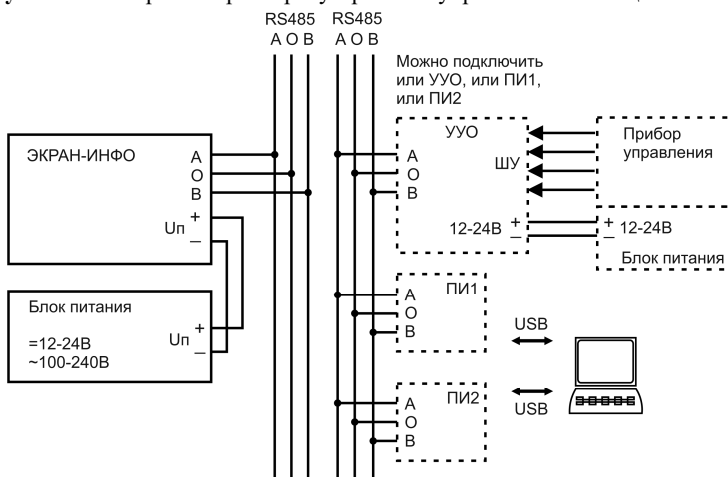 RS485 RS485
А О В А О В
Можно подключить
или УУО, или ПИ1,
или ПИ2
ЭКРАН-ИНФО
А
О
В
Uп
+
–
Блок питания
=12-24В
~100-240В
Uп
+
–
УУО
А
О
В
ШУ
12-24В
+
–
Прибор
управления
+
–
12-24В
Блок питания
ПИ1
А
О
В
USB
ПИ2
А
О
В
USB